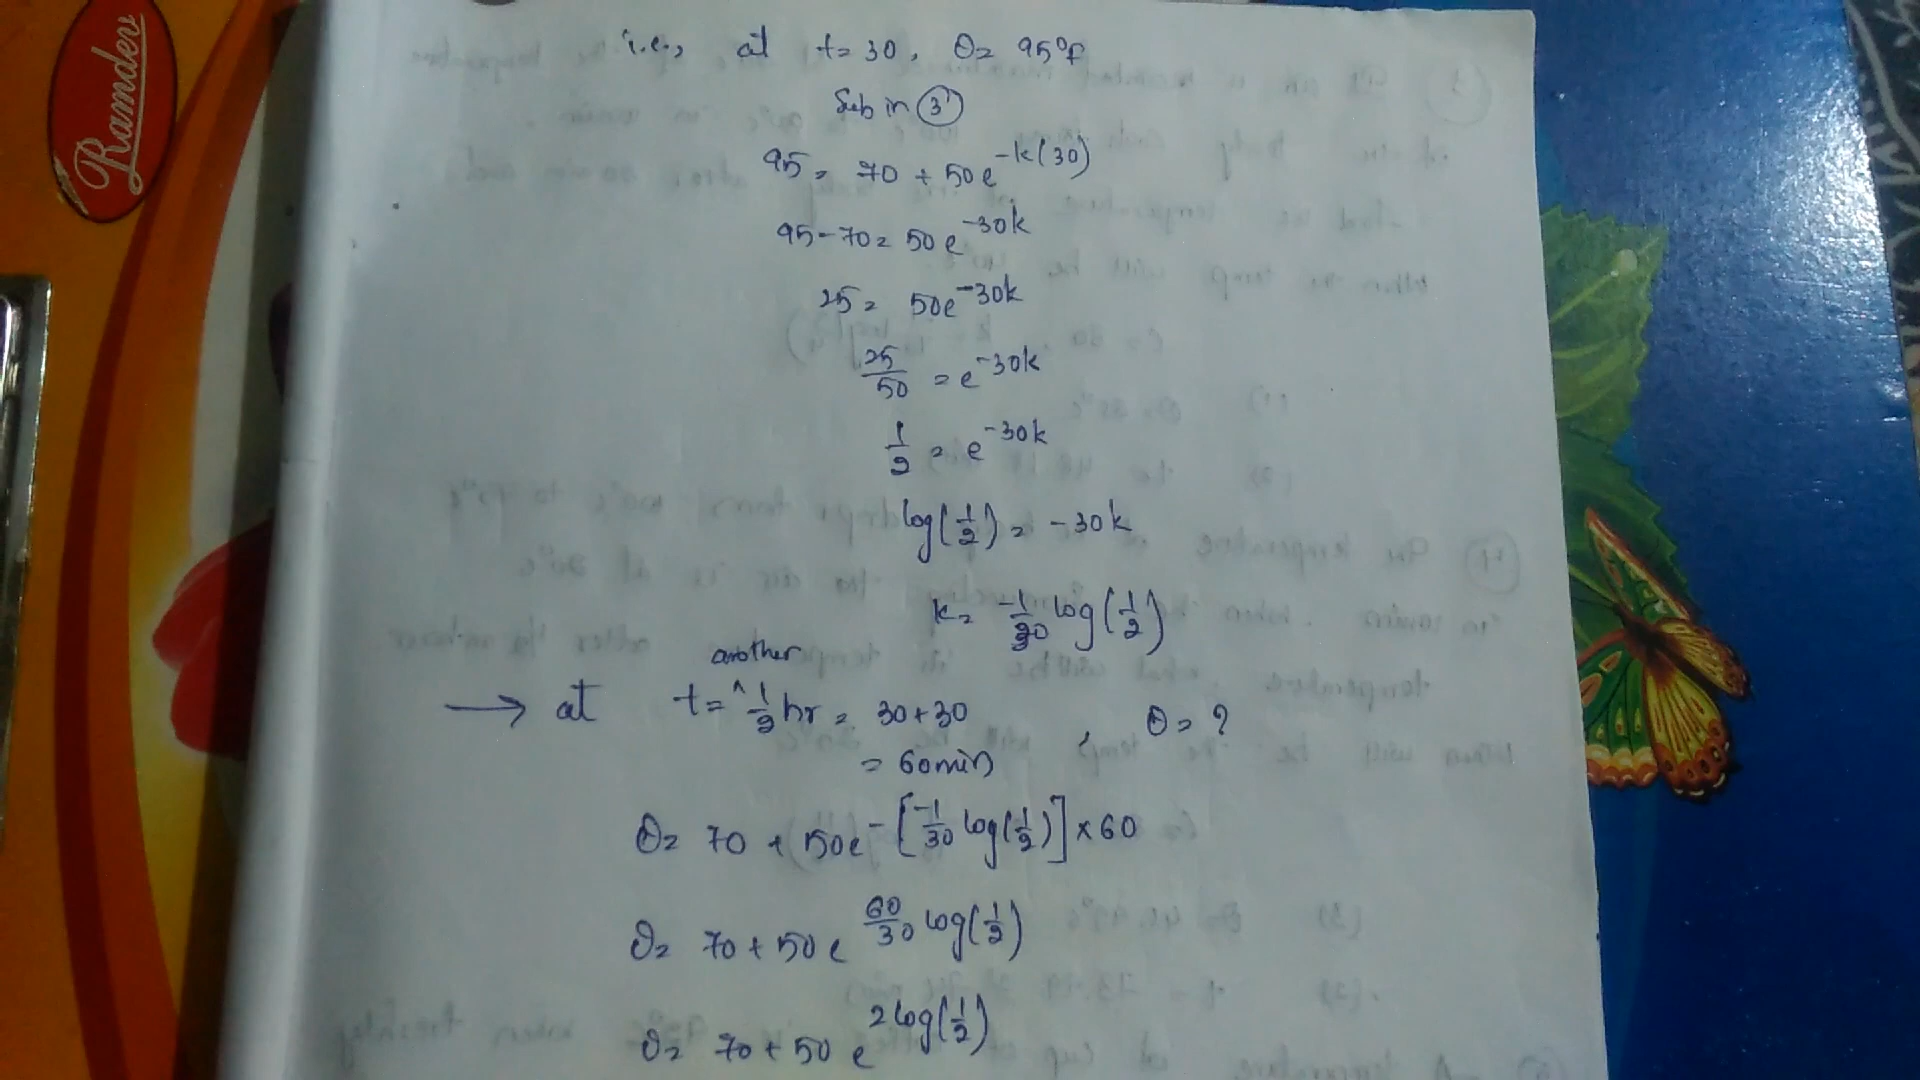 Ramdev
i.e., at t = 30, θ = 95°F
Sub in (3)
95 = 70 + 50e^-k(30)
95-70 = 50e^-30k
25 = 50e^-30k
25/50 = e^-30k
1/2 = e^-30k
log(1/2) = -30k
k = -1/30 log(1/2)
another
→ at t = ^ 1/2 hr = 30+30 , θ = ?
= 60min
θ = 70 + 50e^-[-1/30 log(1/2)]×60
θ = 70 + 50e^60/30 log(1/2)
θ = 70 + 50e^2log(1/2)